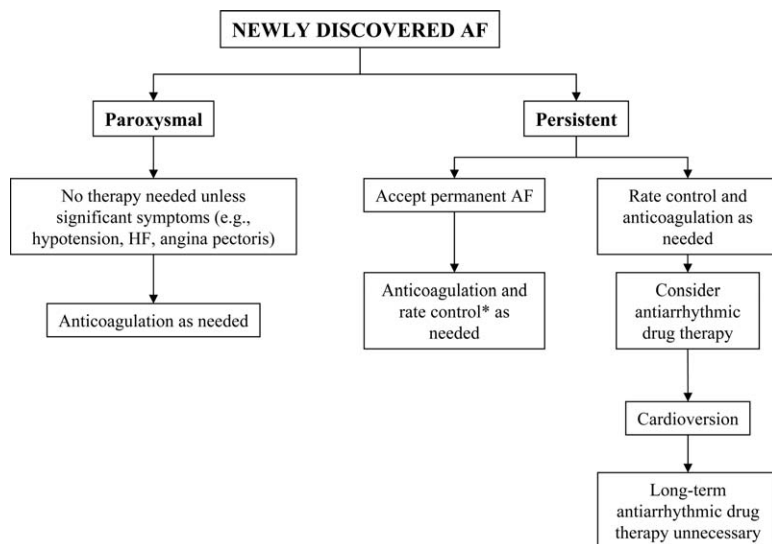 NEWLY DISCOVERED AF
Paroxysmal
Persistent
No therapy needed unless
significant symptoms (e.g.,
hypotension, HF, angina pectoris)
Accept permanent AF
Rate control and
anticoagulation as
needed
Anticoagulation as needed
Anticoagulation and
rate control* as
needed
Consider
antiarrhythmic
drug therapy
Cardioversion
Long-term
antiarrhythmic drug
therapy unnecessary